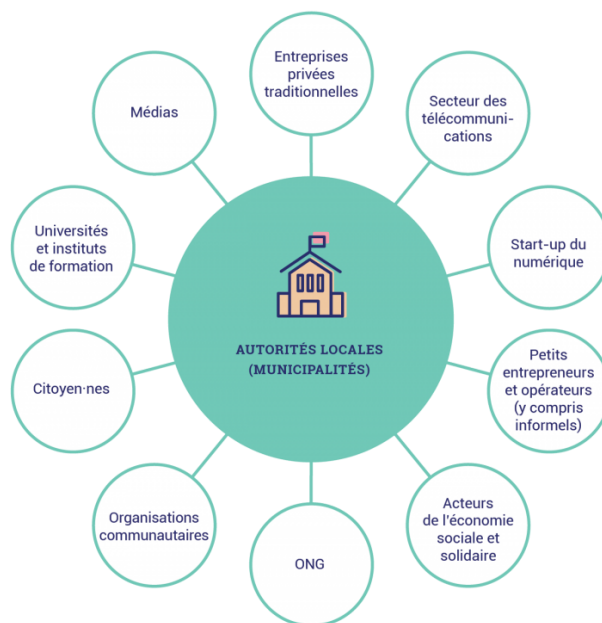 Entreprises
privées
traditionnelles
Secteur des
télécommuni-
cations
Start-up du
numérique
Petits
entrepreneurs
et opérateurs
(y compris
informels)
Acteurs
de l'économie
sociale et
solidaire
ONG
Organisations
communautaires
Citoyen·nes
Universités
et instituts
de formation
Médias
AUTORITÉS LOCALES
(MUNICIPALITÉS)